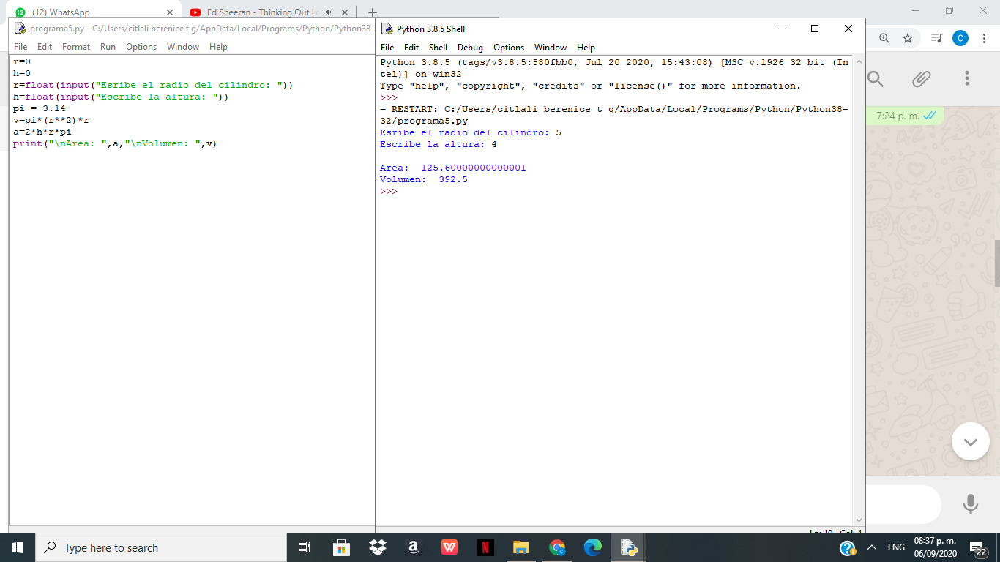 (12) WhatsApp
Ed Sheeran - Thinking Out L
programa5.py - C:/Users/citlali berenice t g/AppData/Local/Programs/Python/Python38-
File Edit Format Run Options Window Help
r=0
h=0
r=float(input("Esribe el radio del cilindro: "))
h=float(input("Escribe la altura: "))
pi = 3.14
v=pi*(r**2)*r
a=2*h*r*pi
print("\nArea: ",a,"\nVolumen: ",v)
Python 3.8.5 Shell
File Edit Shell Debug Options Window Help
Python 3.8.5 (tags/v3.8.5:580fbb0, Jul 20 2020, 15:43:08) [MSC v.1926 32 bit (In
tel)] on win32
Type "help", "copyright", "credits" or "license()" for more information.
>>>
= RESTART: C:/Users/citlali berenice t g/AppData/Local/Programs/Python/Python38-
32/programa5.py
Esribe el radio del cilindro: 5
Escribe la altura: 4
Area:  125.60000000000001
Volumen:  392.5
>>>
C
7:24 p. m.
Type here to search
ENG
08:37 p. m.
06/09/2020
22